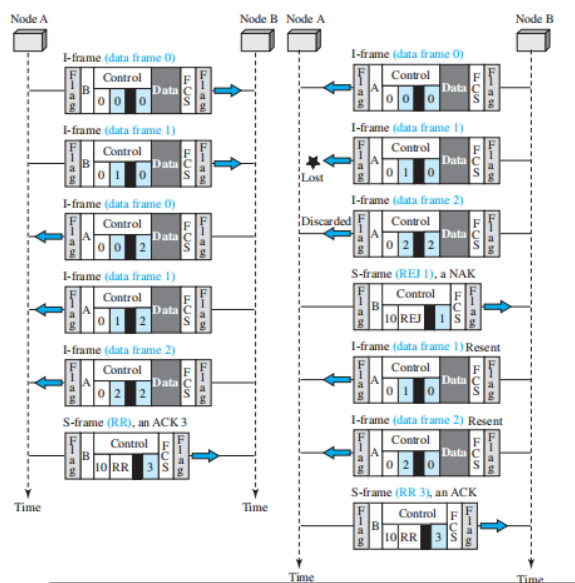 Node A
Node B
I-frame (data frame 0)
Flag B Control 0 0 0 Data FCS Flag
I-frame (data frame 1)
Flag B Control 0 1 0 Data FCS Flag
I-frame (data frame 0)
Flag A Control 0 0 2 Data FCS Flag
I-frame (data frame 1)
Flag A Control 0 1 2 Data FCS Flag
I-frame (data frame 2)
Flag A Control 0 2 2 Data FCS Flag
S-frame (RR), an ACK 3
Flag B Control 10 RR 3 FCS Flag
Time
Time
Node A
Node B
I-frame (data frame 0)
Flag A Control 0 0 0 Data FCS Flag
I-frame (data frame 1)
Flag A Control 0 1 0 Data FCS Flag
Lost
I-frame (data frame 2)
Discarded
Flag A Control 0 2 2 Data FCS Flag
S-frame (REJ 1), a NAK
Flag B Control 10 REJ 1 FCS Flag
I-frame (data frame 1) Resent
Flag A Control 0 1 0 Data FCS Flag
I-frame (data frame 2) Resent
Flag A Control 0 2 0 Data FCS Flag
S-frame (RR 3), an ACK
Flag B Control 10 RR 3 FCS Flag
Time
Time